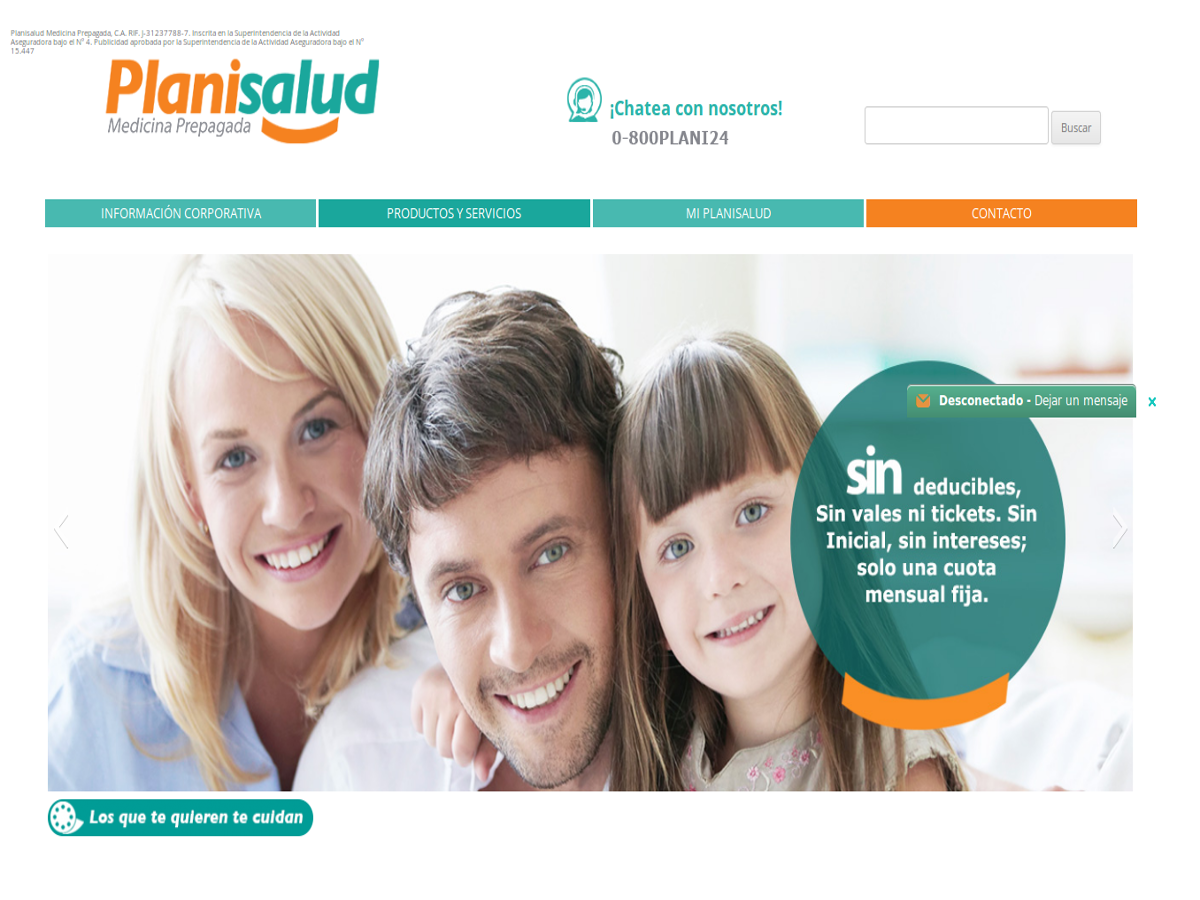 Planisalud Medicina Prepagada, C.A. RIF. J-31237788-7. Inscrita en la Superintendencia de la Actividad
Aseguradora bajo el Nº 4. Publicidad aprobada por la Superintendencia de la Actividad Aseguradora bajo el Nº
15.447
Planisalud
Medicina Prepagada
¡Chatea con nosotros!
0-800PLANI24
Buscar
INFORMACIÓN CORPORATIVA
PRODUCTOS Y SERVICIOS
MI PLANISALUD
CONTACTO
Desconectado - Dejar un mensaje
x
sin deducibles,
Sin vales ni tickets. Sin
Inicial, sin intereses;
solo una cuota
mensual fija.
Los que te quieren te cuidan